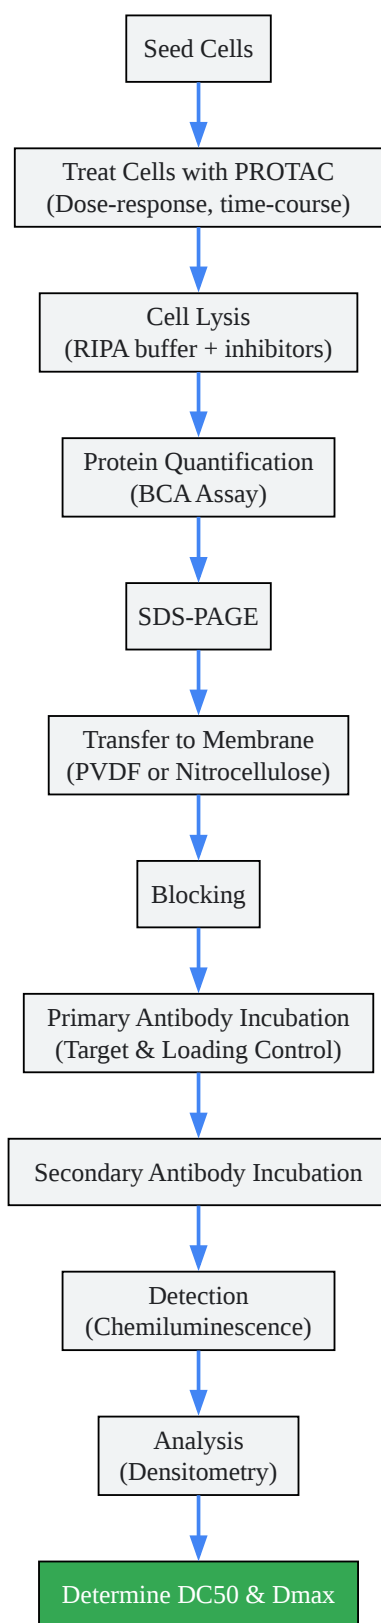 Seed Cells
Treat Cells with PROTAC
(Dose-response, time-course)
Cell Lysis
(RIPA buffer + inhibitors)
Protein Quantification
(BCA Assay)
SDS-PAGE
Transfer to Membrane
(PVDF or Nitrocellulose)
Blocking
Primary Antibody Incubation
(Target & Loading Control)
Secondary Antibody Incubation
Detection
(Chemiluminescence)
Analysis
(Densitometry)
Determine DC50 & Dmax